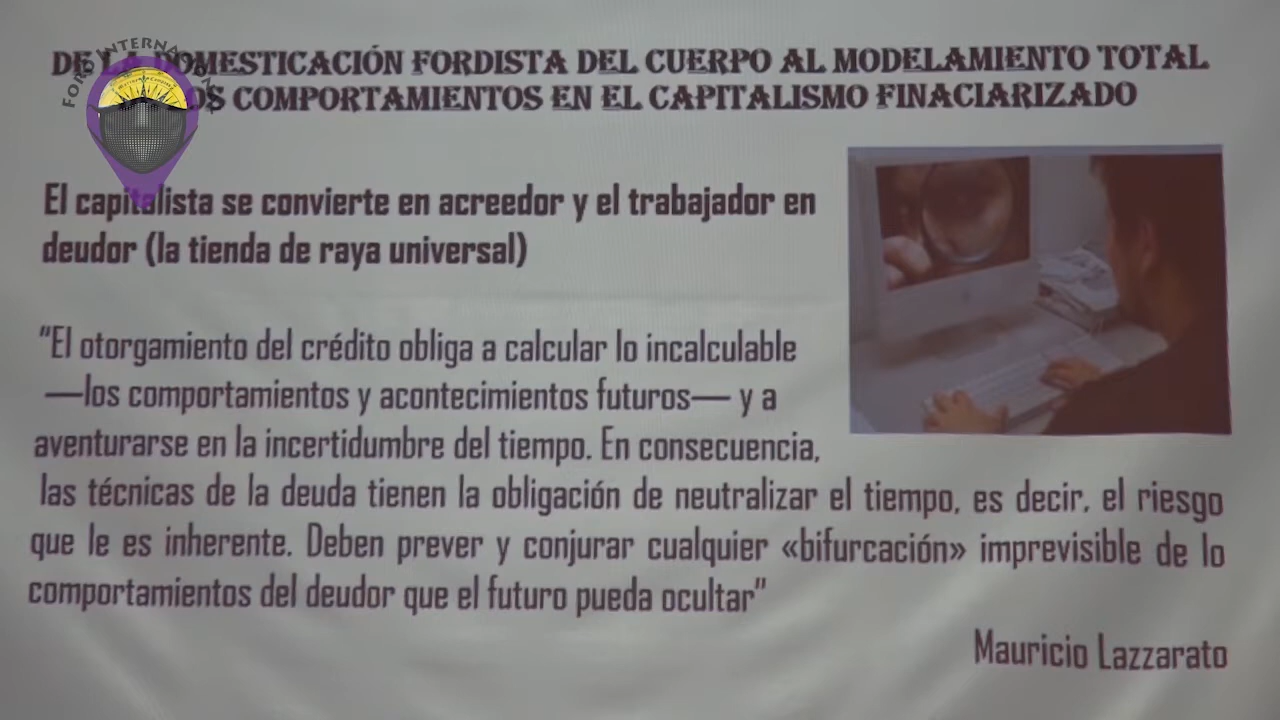 FORO INTERNA
DE LA DOMESTICACIÓN FORDISTA DEL CUERPO AL MODELAMIENTO TOTAL
OS COMPORTAMIENTOS EN EL CAPITALISMO FINACIARIZADO
El capitalista se convierte en acreedor y el trabajador en
deudor (la tienda de raya universal)
"El otorgamiento del crédito obliga a calcular lo incalculable
—los comportamientos y acontecimientos futuros— y a
aventurarse en la incertidumbre del tiempo. En consecuencia,
las técnicas de la deuda tienen la obligación de neutralizar el tiempo, es decir, el riesgo
que le es inherente. Deben prever y conjurar cualquier «bifurcación» imprevisible de lo
comportamientos del deudor que el futuro pueda ocultar"
Mauricio Lazzarato